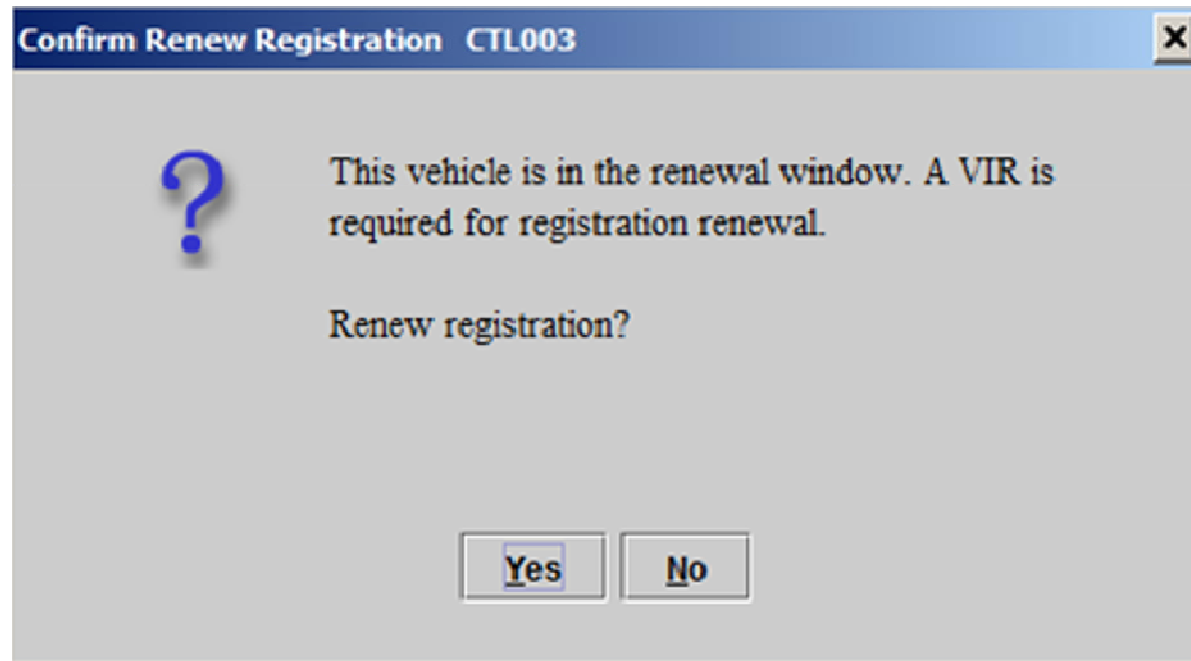 Confirm Renew Registration CTL003
This vehicle is in the renewal window. A VIR is
required for registration renewal.
Renew registration?
Yes No